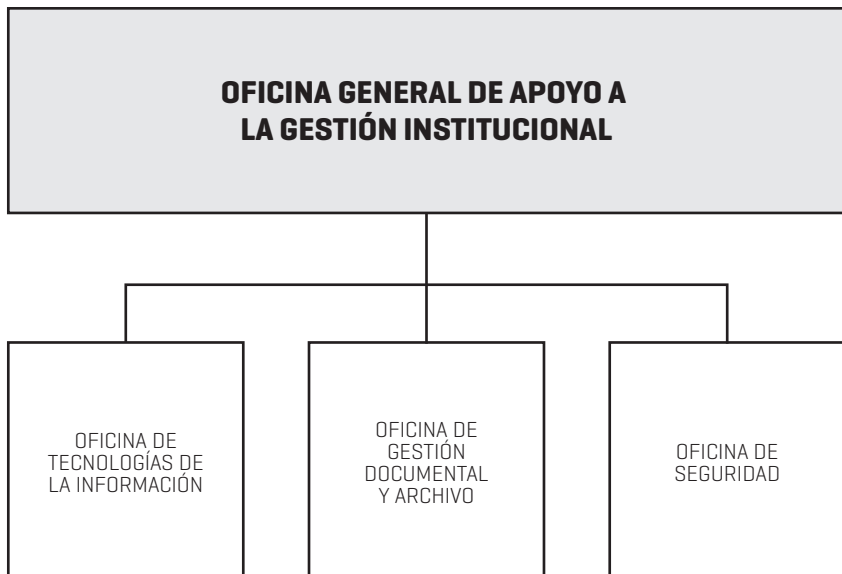 OFICINA GENERAL DE APOYO A
LA GESTIÓN INSTITUCIONAL
OFICINA DE
TECNOLOGÍAS DE
LA INFORMACIÓN
OFICINA DE
GESTIÓN
DOCUMENTAL
Y ARCHIVO
OFICINA DE
SEGURIDAD